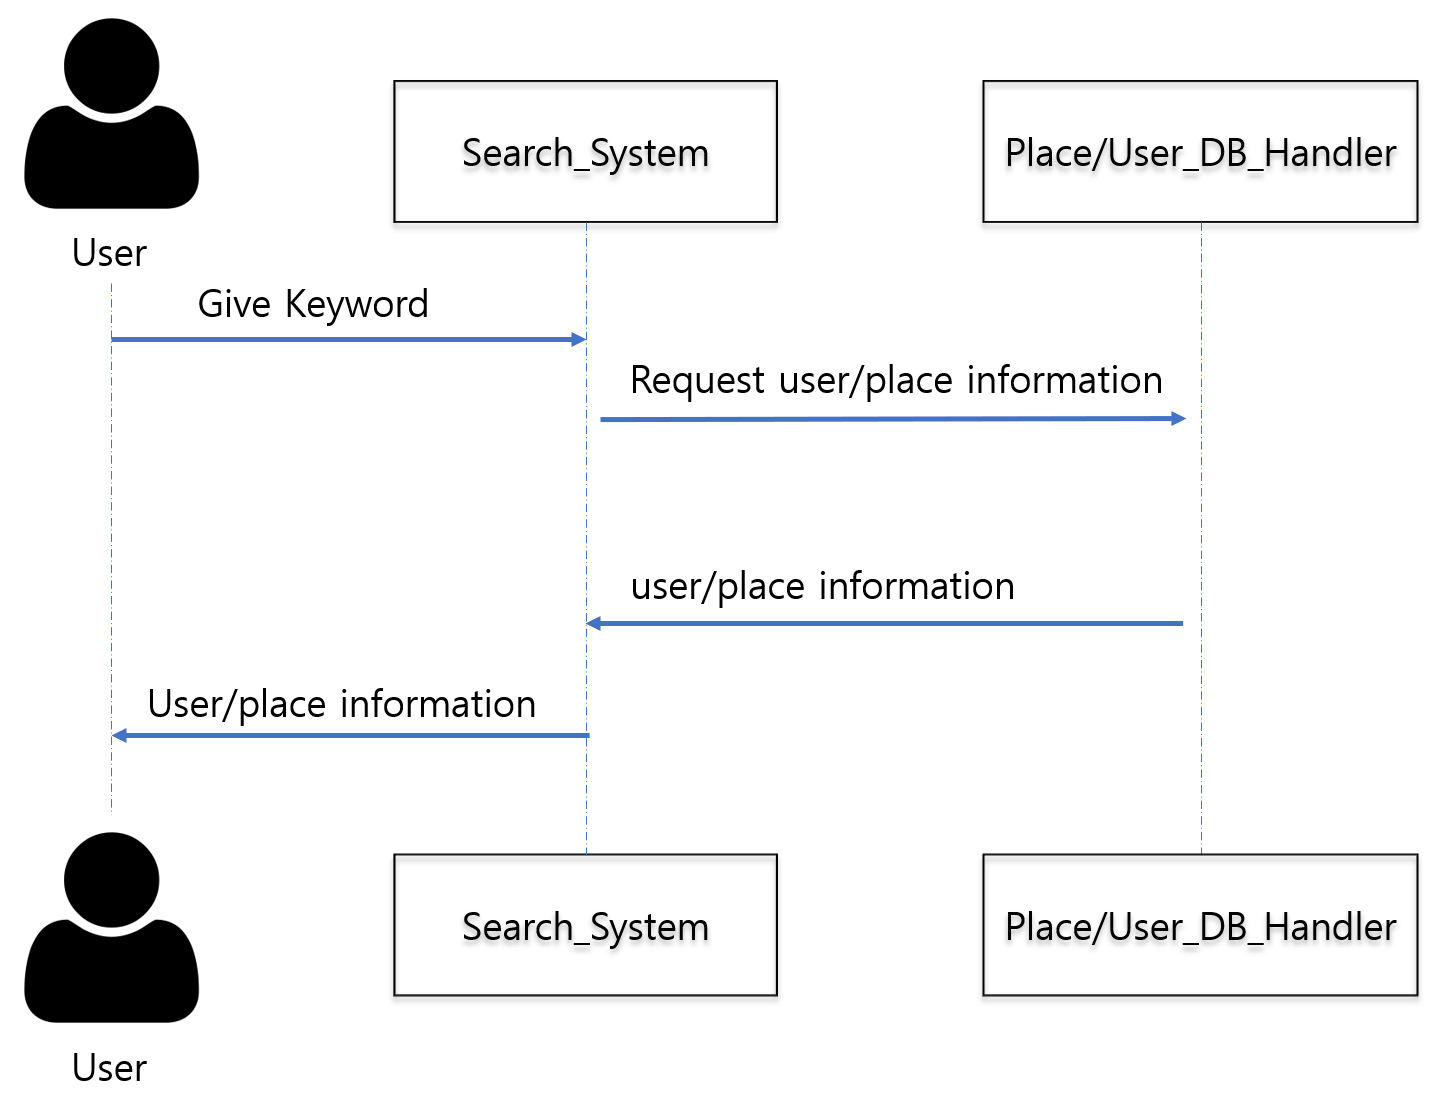 Search_System
Place/User_DB_Handler
User
Give Keyword
Request user/place information
user/place information
User/place information
Search_System
Place/User_DB_Handler
User